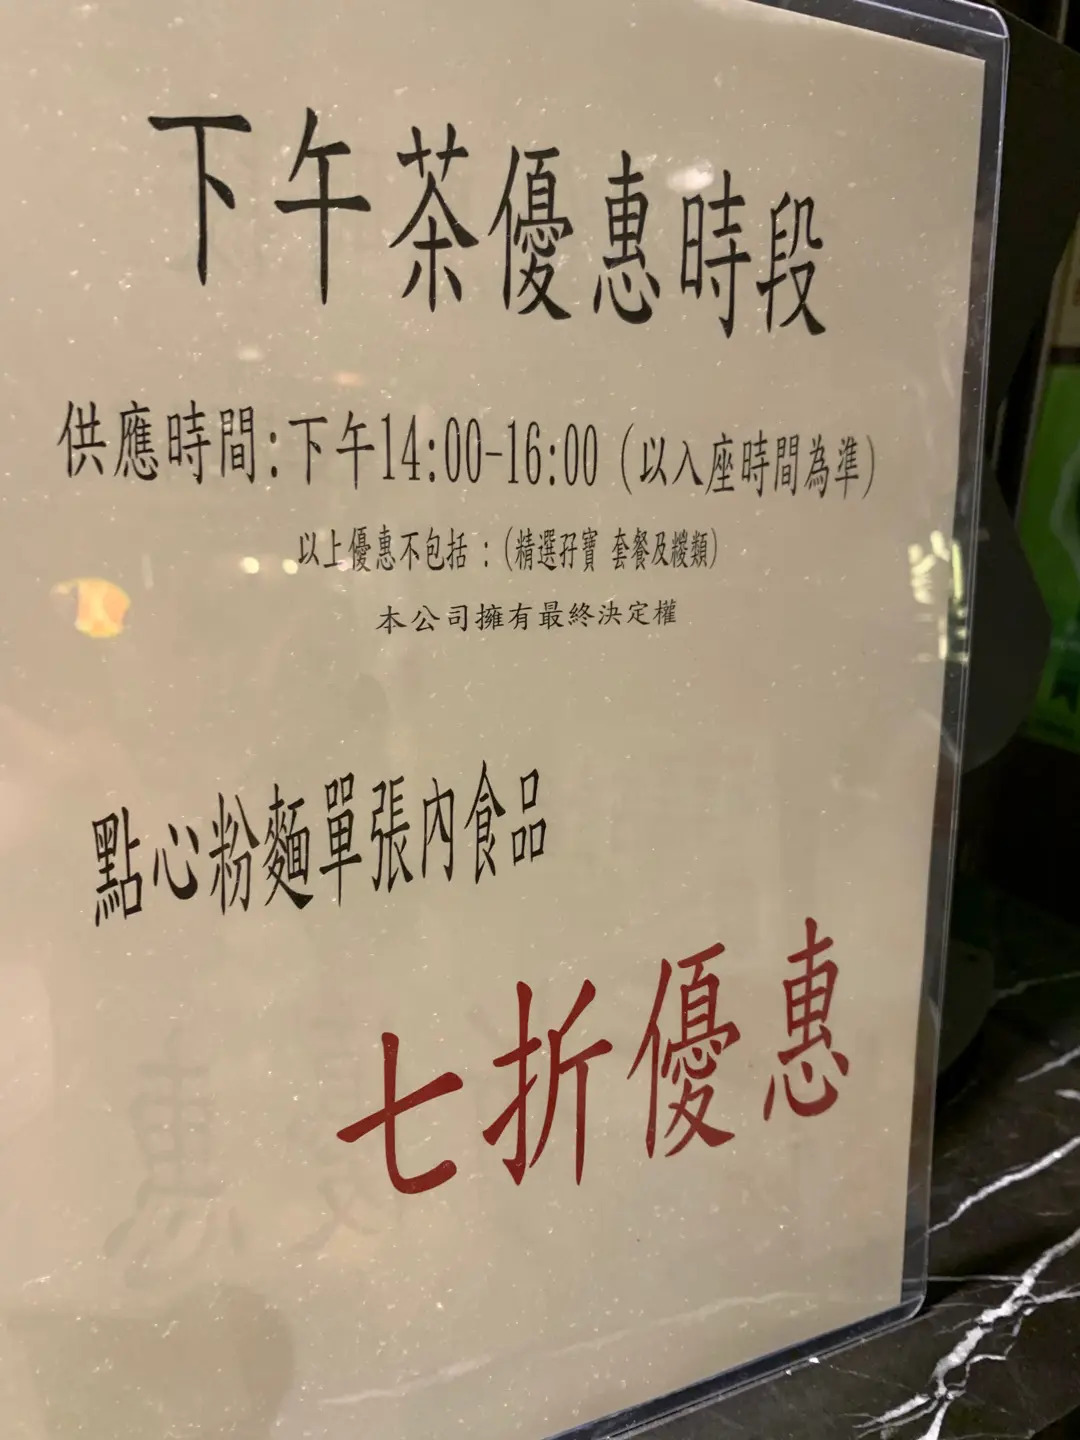 下午茶優惠時段
供應時間:下午14:00-16:00（以入座時間為準）
以上優惠不包括：（精選孖寶 套餐及糉類）
本公司擁有最終決定權
點心粉麵單張內食品
七折優惠